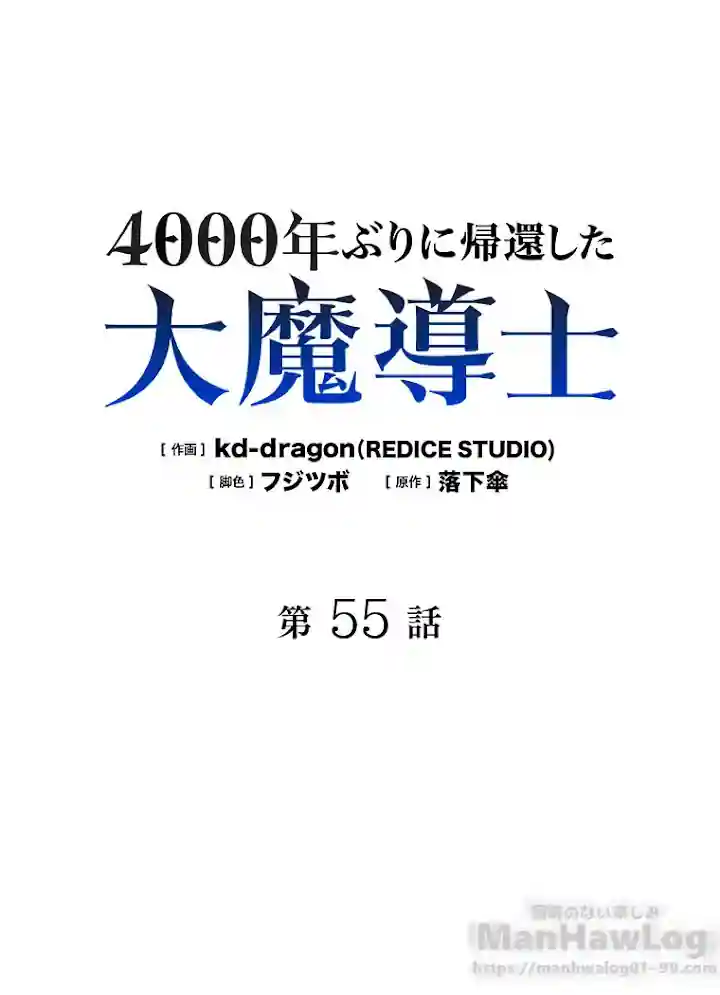 4000年ぶりに帰還した
大魔導士
[作画] kd-dragon(REDICE STUDIO)
[脚色] フジツボ [原作] 落下傘
第 55 話
ManHawLog